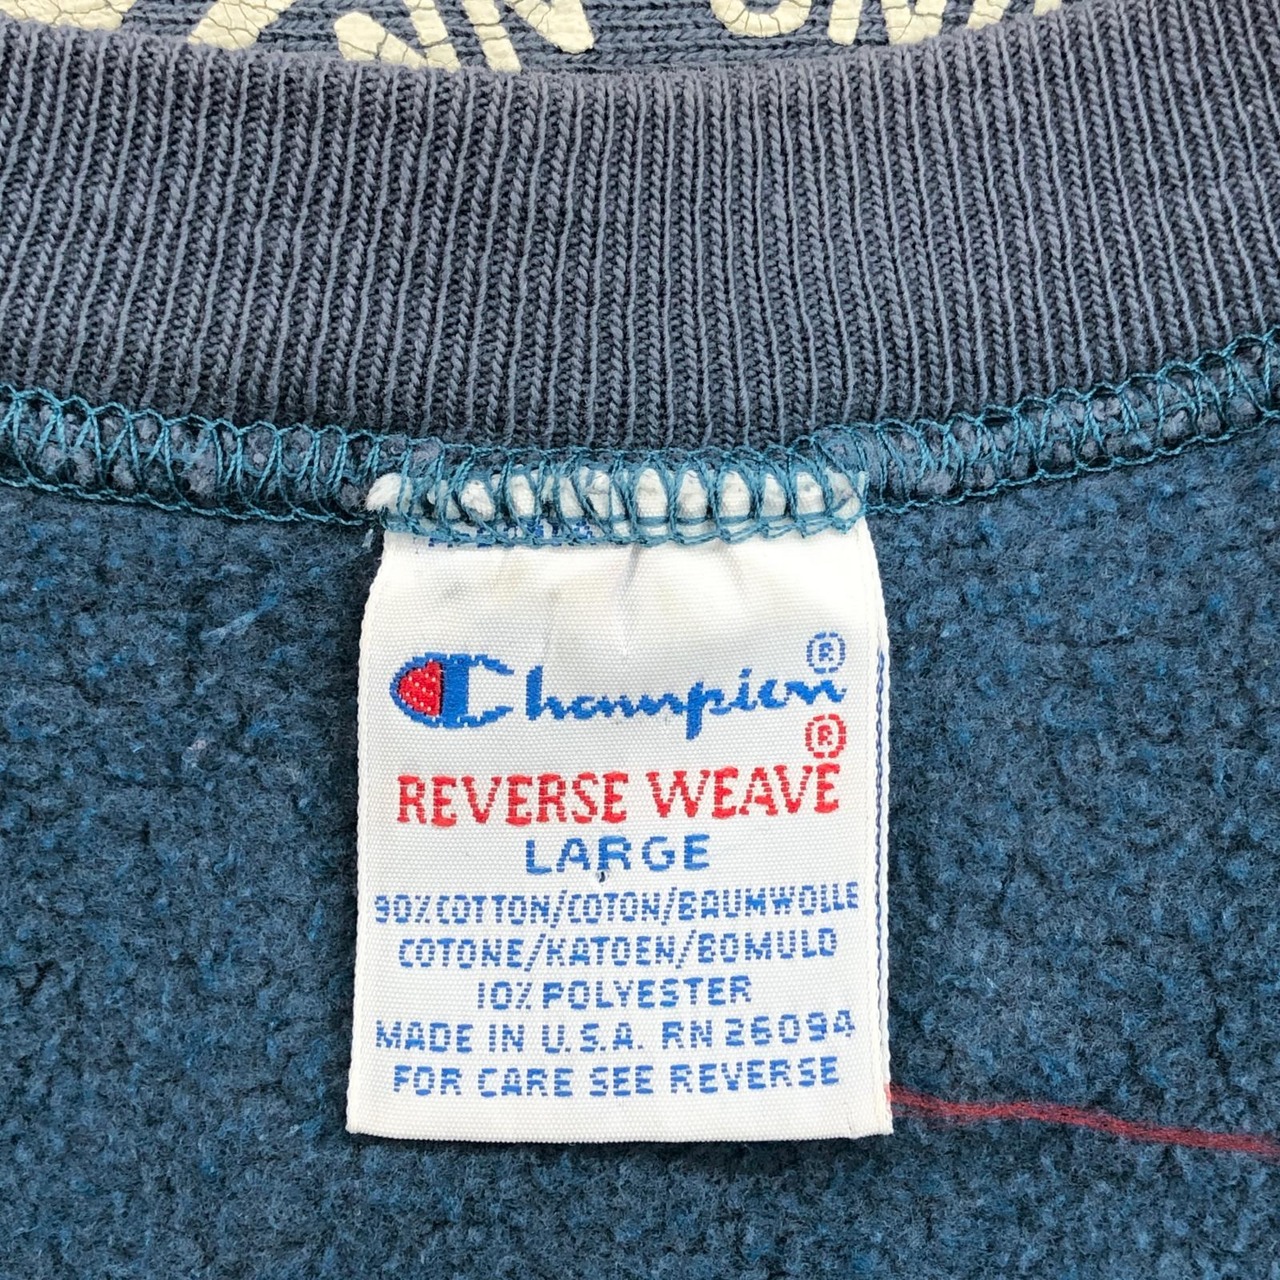 Champion®
®
REVERSE WEAVE
LARGE
90% COTTON/COTON/BAUMWOLLE
COTONE/KATOEN/BOMULD
10% POLYESTER
MADE IN U.S.A. RN 26094
FOR CARE SEE REVERSE